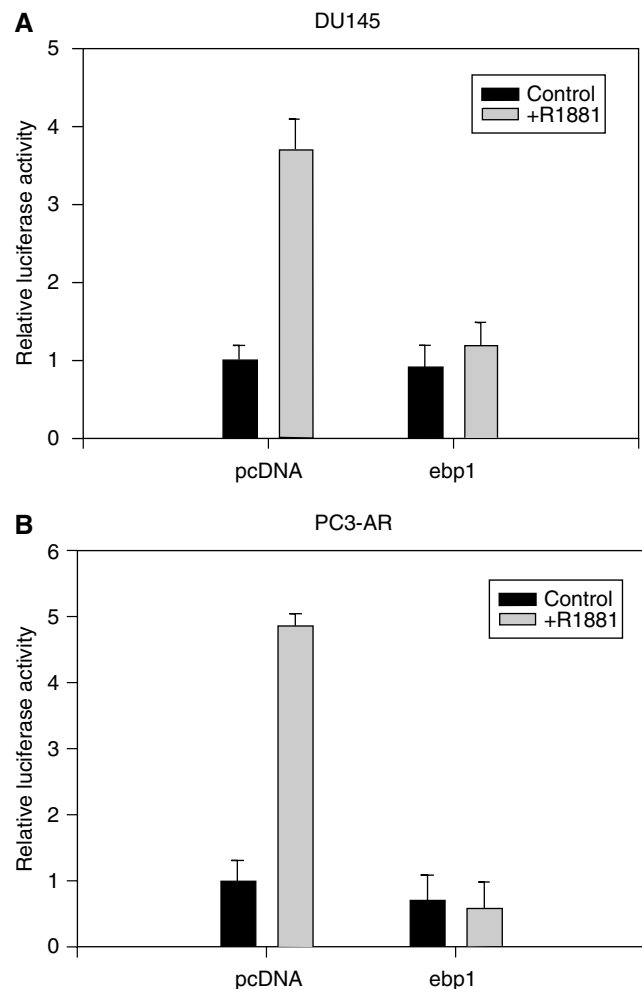 A
DU145
5
4
3
2
1
0
Relative luciferase activity
Control
+R1881
pcDNA
ebp1
B
PC3-AR
6
5
4
3
2
1
0
Relative luciferase activity
Control
+R1881
pcDNA
ebp1